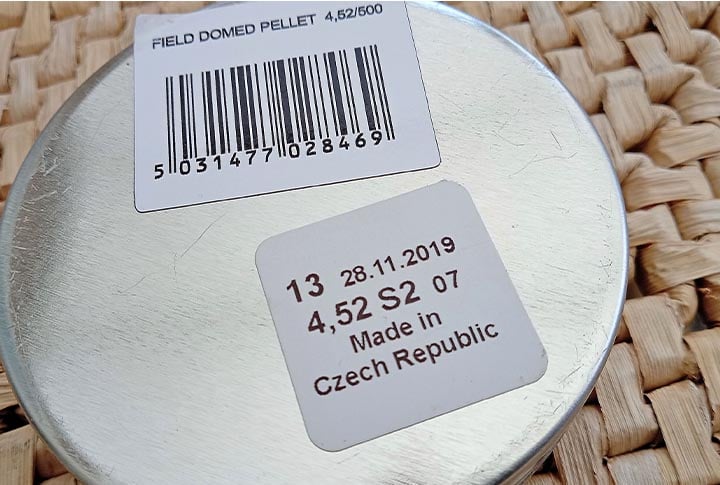 FIELD DOMED PELLET 4,52/500
5 031477 028469
13 28.11.2019
4,52 S2 07
Made in
Czech Republic